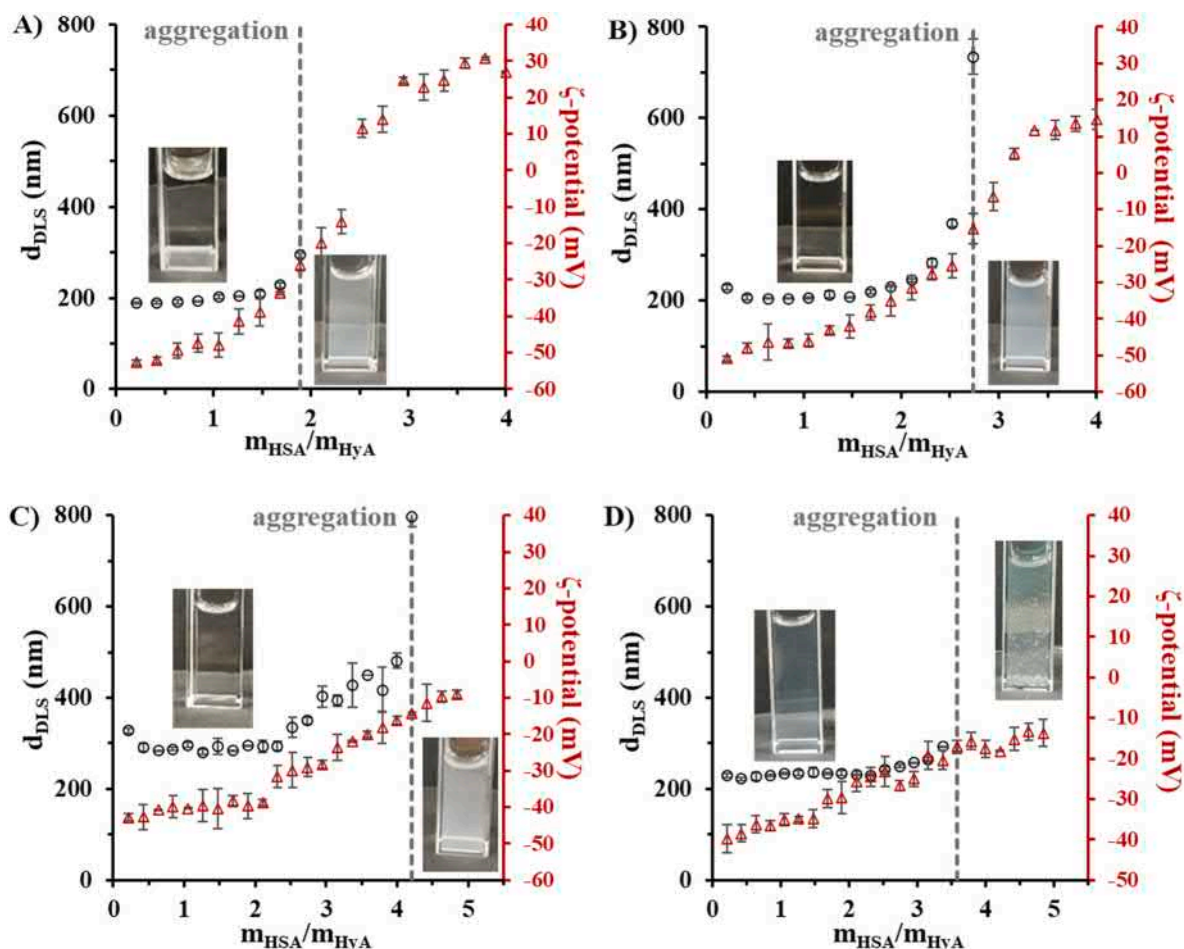 A)
aggregation
800
600
400
200
0
d_DLS (nm)
40
30
20
10
0
-10
-20
-30
-40
-50
-60
ζ-potential (mV)
0 1 2 3 4
m_HSA/m_HyA
B)
aggregation
800
600
400
200
0
d_DLS (nm)
40
30
20
10
0
-10
-20
-30
-40
-50
-60
ζ-potential (mV)
0 1 2 3 4
m_HSA/m_HyA
C)
aggregation
800
600
400
200
0
d_DLS (nm)
40
30
20
10
0
-10
-20
-30
-40
-50
-60
ζ-potential (mV)
0 1 2 3 4 5
m_HSA/m_HyA
D)
aggregation
800
600
400
200
0
d_DLS (nm)
40
30
20
10
0
-10
-20
-30
-40
-50
ζ-potential (mV)
0 1 2 3 4 5
m_HSA/m_HyA